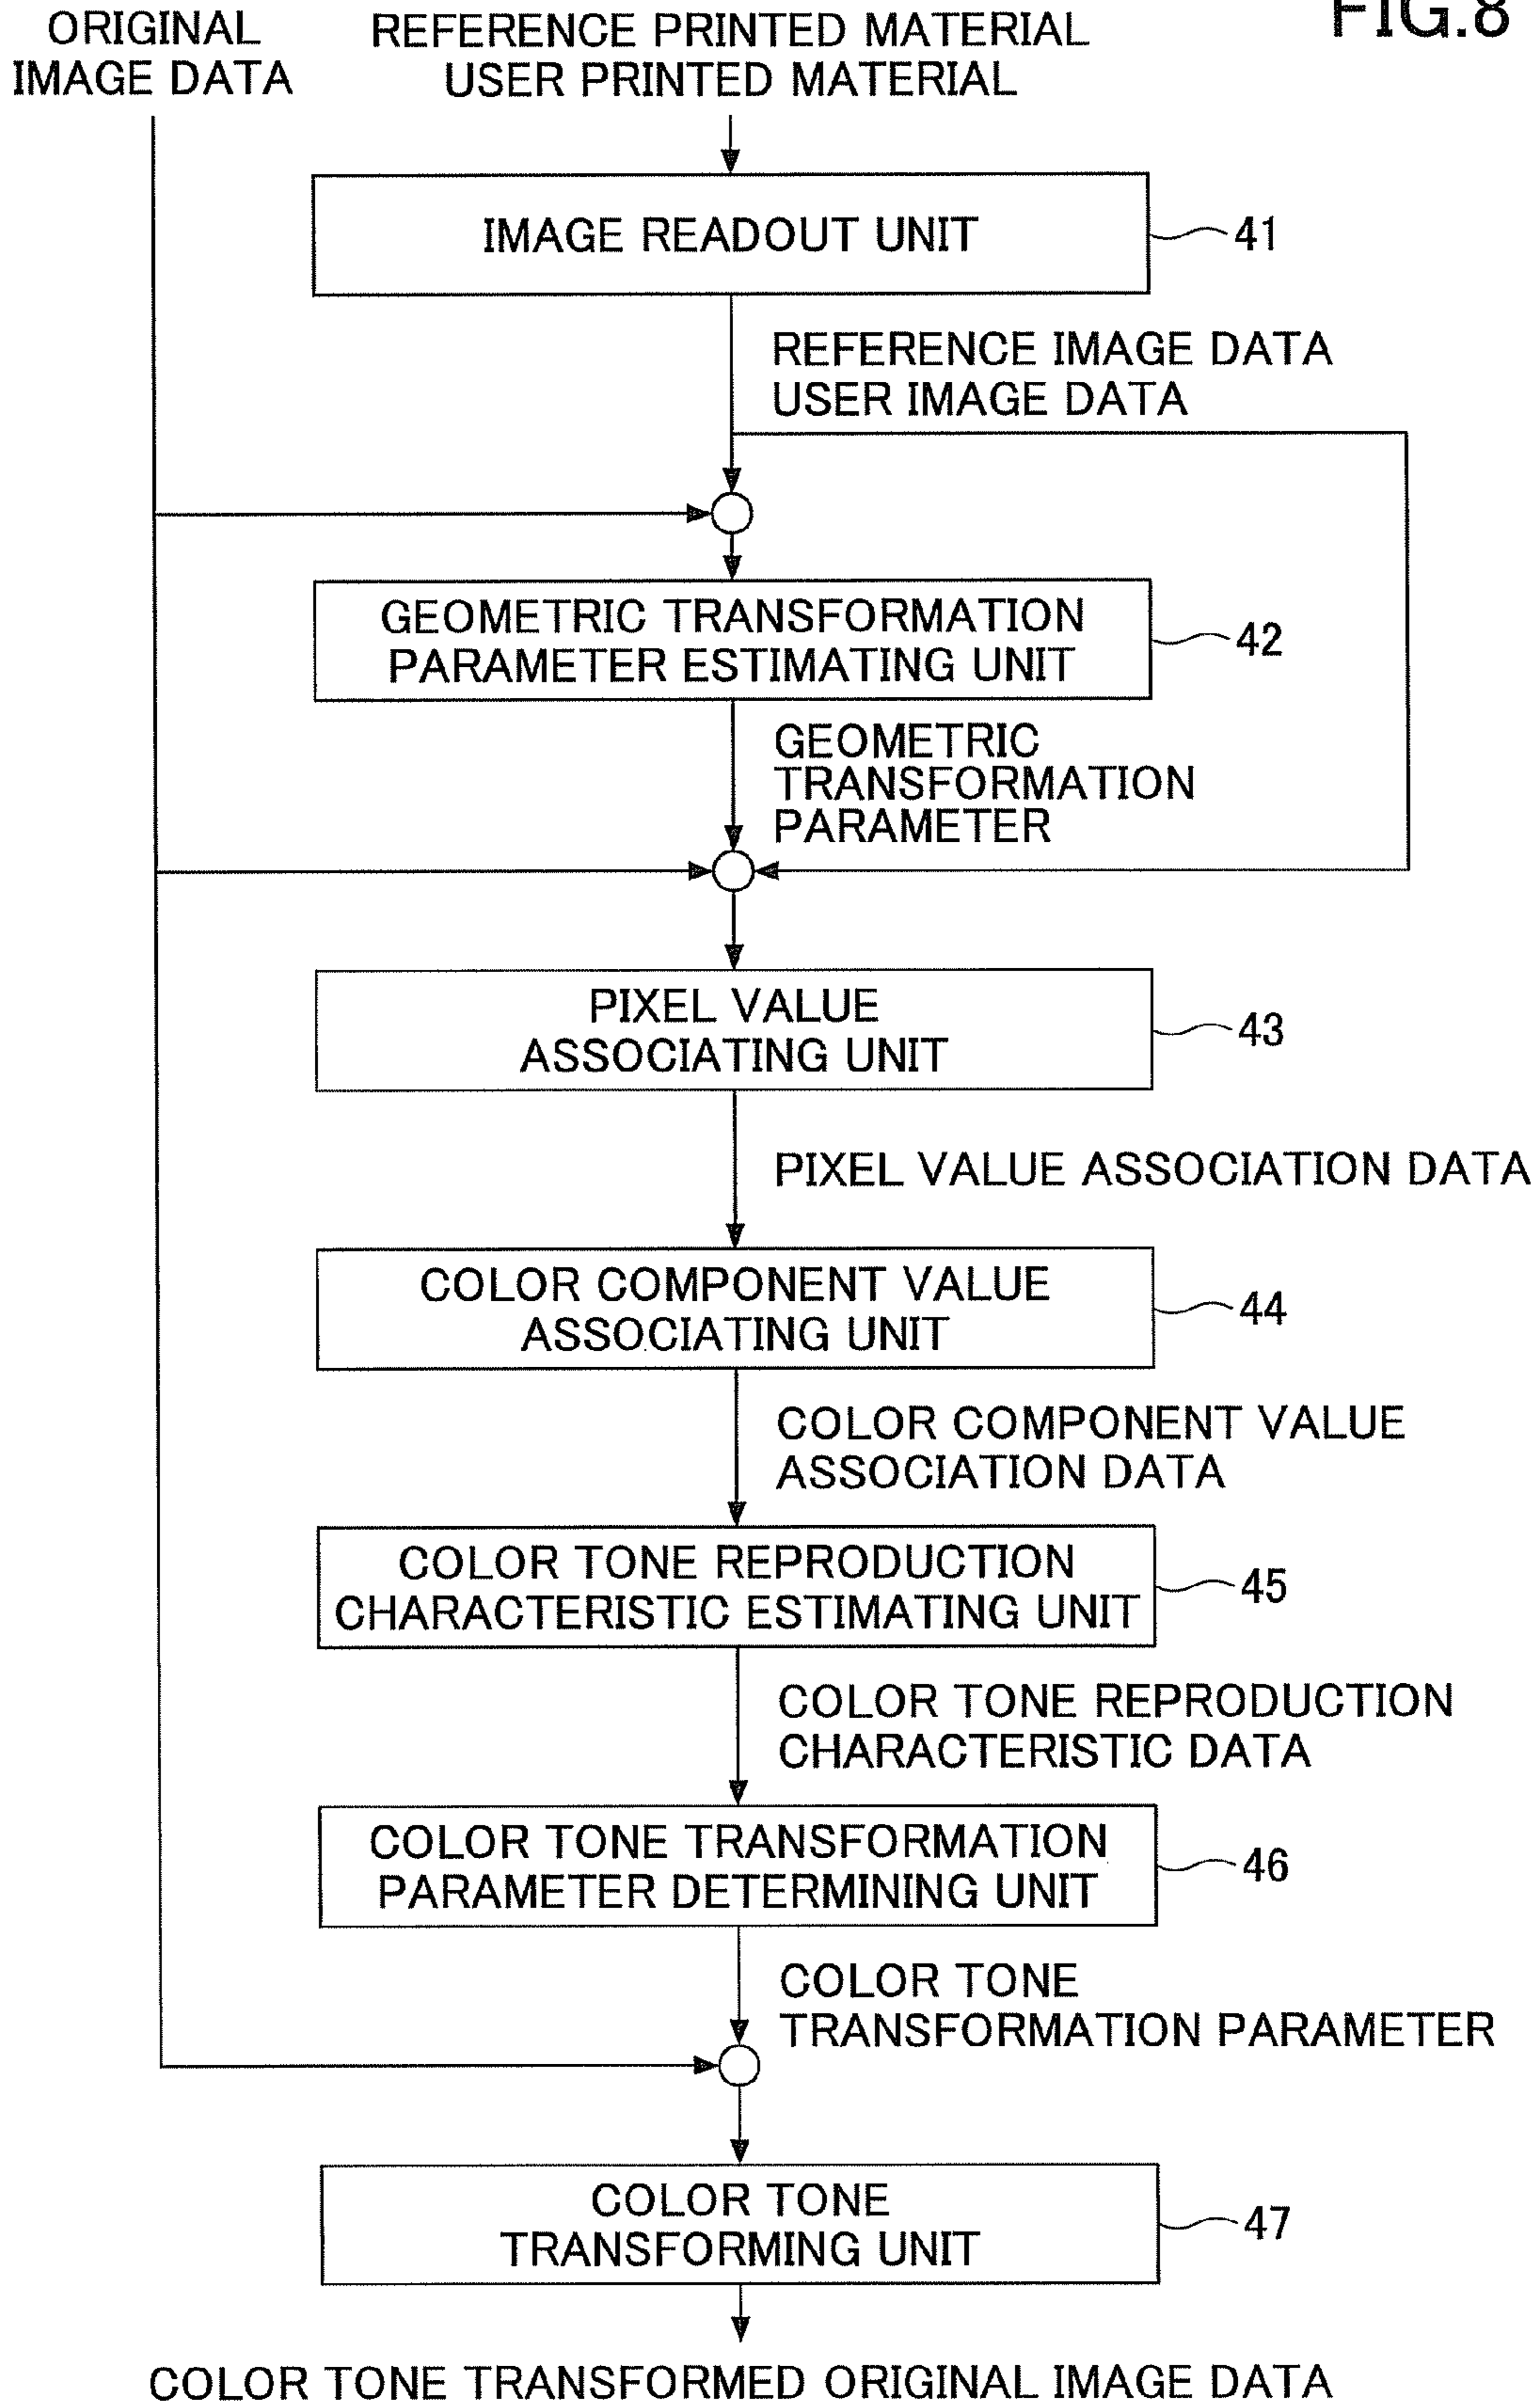 FIG.8
ORIGINAL
IMAGE DATA
REFERENCE PRINTED MATERIAL
USER PRINTED MATERIAL
IMAGE READOUT UNIT
41
REFERENCE IMAGE DATA
USER IMAGE DATA
GEOMETRIC TRANSFORMATION
PARAMETER ESTIMATING UNIT
42
GEOMETRIC
TRANSFORMATION
PARAMETER
PIXEL VALUE
ASSOCIATING UNIT
43
PIXEL VALUE ASSOCIATION DATA
COLOR COMPONENT VALUE
ASSOCIATING UNIT
44
COLOR COMPONENT VALUE
ASSOCIATION DATA
COLOR TONE REPRODUCTION
CHARACTERISTIC ESTIMATING UNIT
45
COLOR TONE REPRODUCTION
CHARACTERISTIC DATA
COLOR TONE TRANSFORMATION
PARAMETER DETERMINING UNIT
46
COLOR TONE
TRANSFORMATION PARAMETER
COLOR TONE
TRANSFORMING UNIT
47
COLOR TONE TRANSFORMED ORIGINAL IMAGE DATA